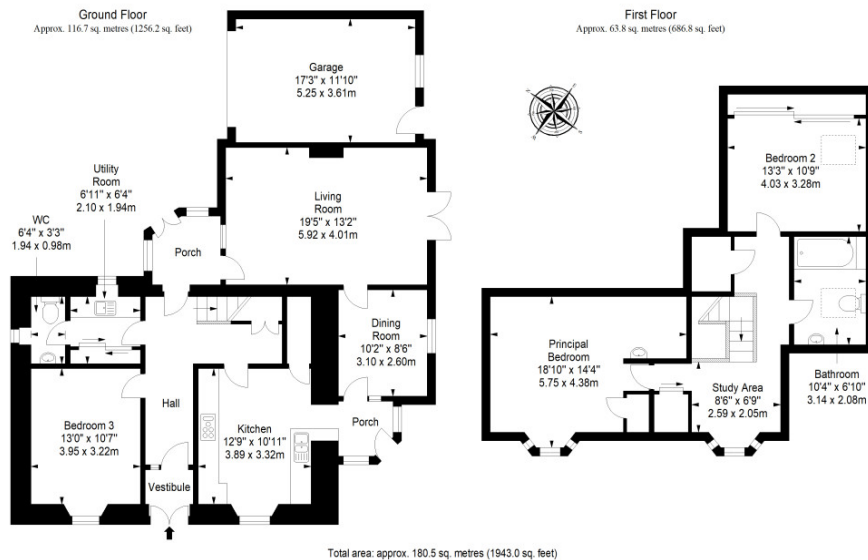 Ground Floor
Approx. 116.7 sq. metres (1256.2 sq. feet)
Garage
17'3" x 11'10"
5.25 x 3.61m
Utility
Room
6'11" x 6'4"
2.10 x 1.94m
WC
6'4" x 3'3"
1.94 x 0.98m
Porch
Living
Room
19'5" x 13'2"
5.92 x 4.01m
Dining
Room
10'2" x 8'6"
3.10 x 2.60m
Hall
Bedroom 3
13'0" x 10'7"
3.95 x 3.22m
Kitchen
12'9" x 10'11"
3.89 x 3.32m
Porch
Vestibule
First Floor
Approx. 63.8 sq. metres (686.8 sq. feet)
Bedroom 2
13'3" x 10'9"
4.03 x 3.28m
Principal
Bedroom
18'10" x 14'4"
5.75 x 4.38m
Study Area
8'6" x 6'9"
2.59 x 2.05m
Bathroom
10'4" x 6'10"
3.14 x 2.08m
Total area: approx. 180.5 sq. metres (1943.0 sq. feet)